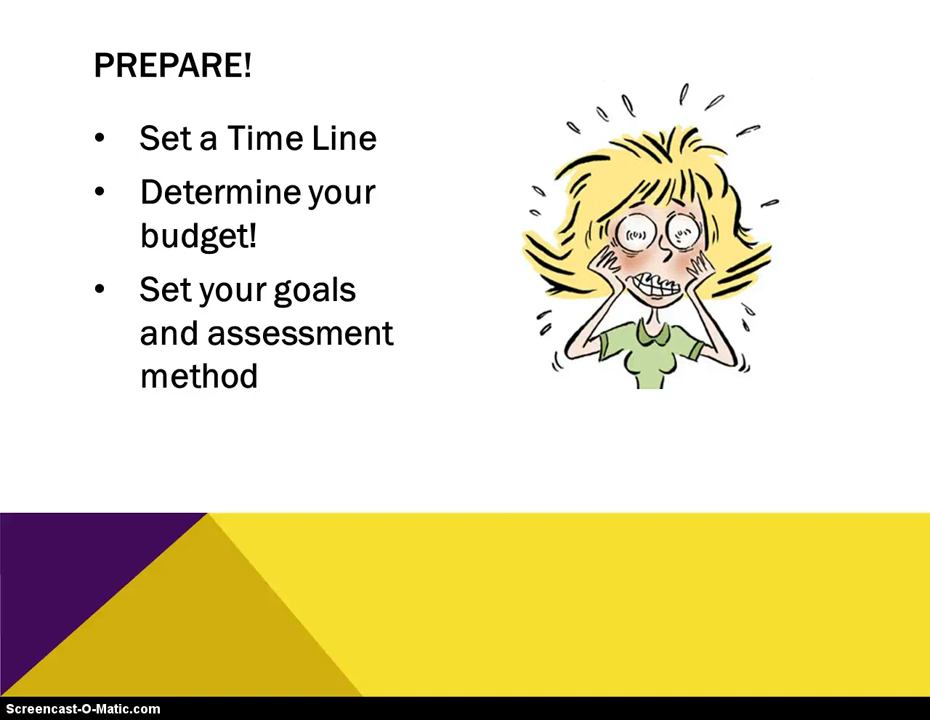 PREPARE!
• Set a Time Line
• Determine your
budget!
• Set your goals
and assessment
method
Screencast-O-Matic.com